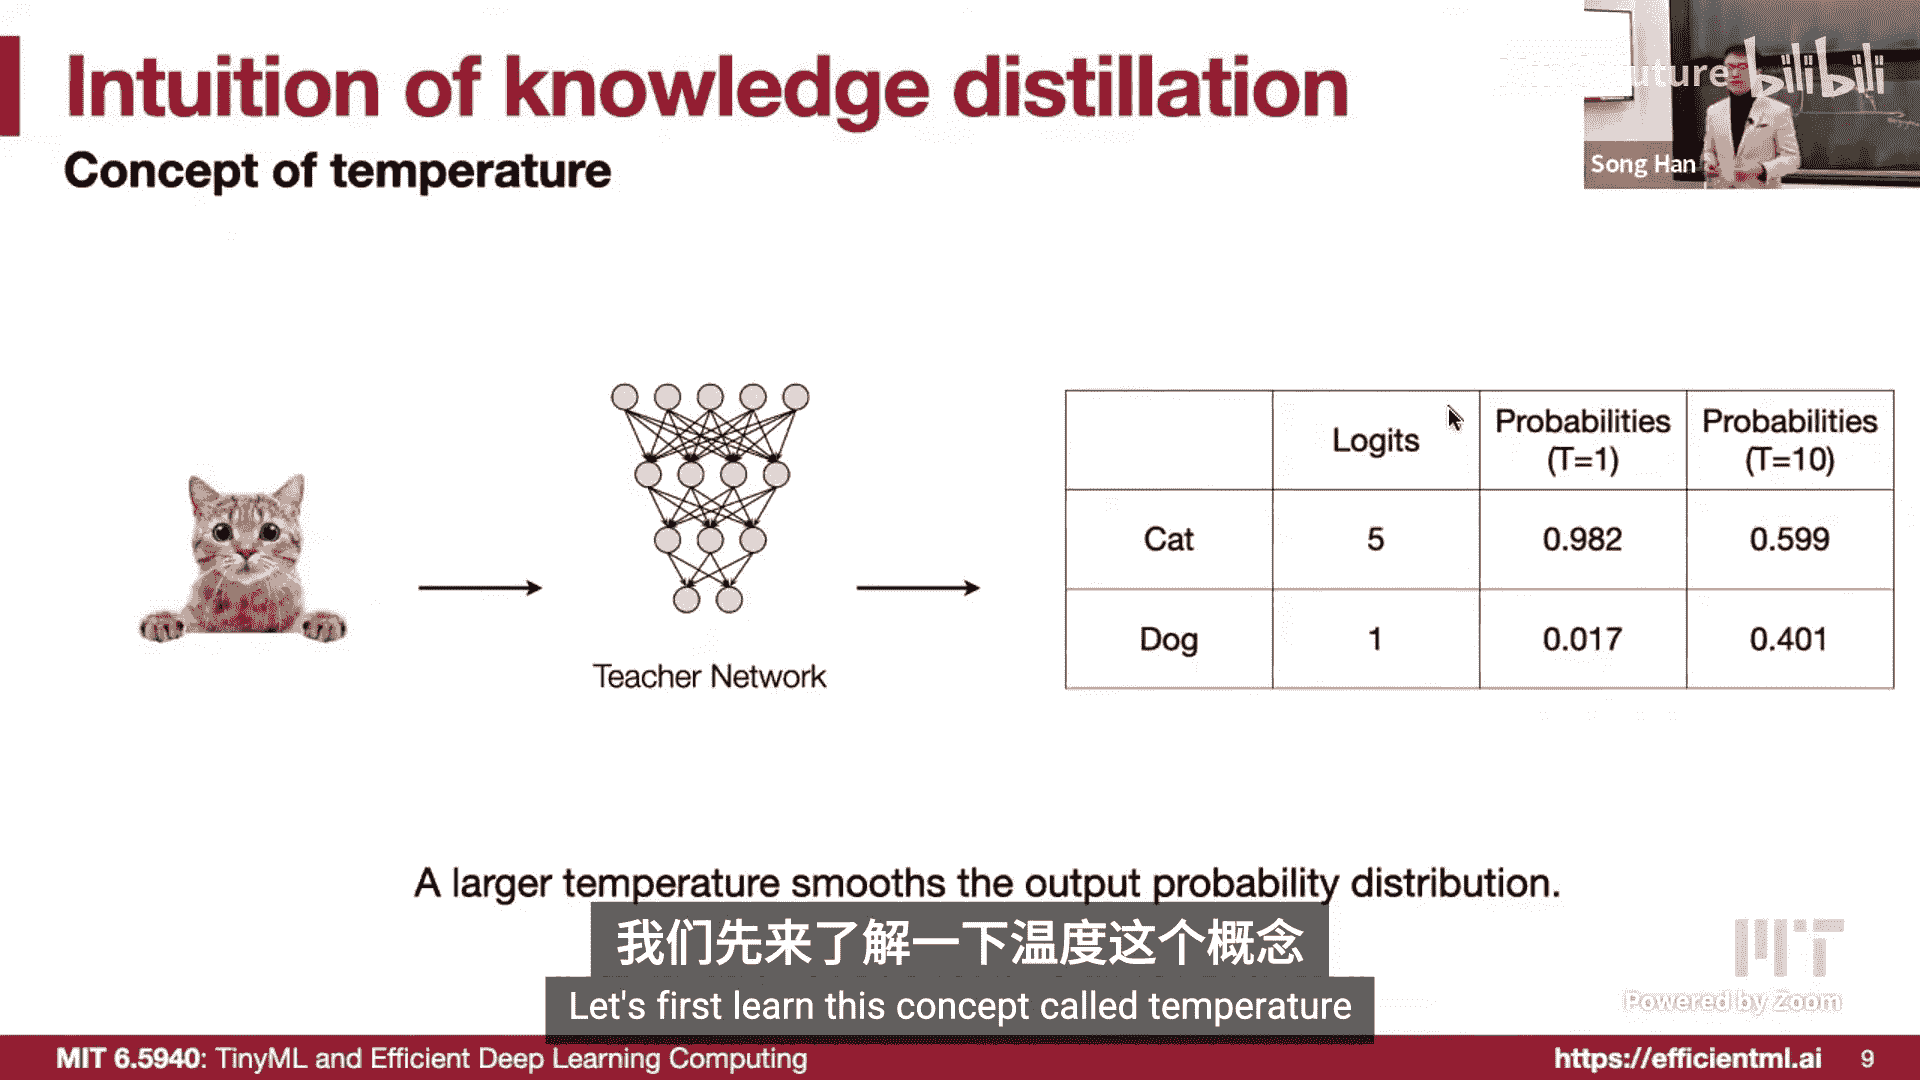 Intuition of knowledge distillation
Concept of temperature
bilibili
Song Han
Logits
Probabilities (T=1)
Probabilities (T=10)
Cat 5 0.982 0.599
Dog 1 0.017 0.401
Teacher Network
A larger temperature smooths the output probability distribution.
我们先来了解一下温度这个概念
Let's first learn this concept called temperature
MIT
Powered by Zoom
MIT 6.5940: TinyML and Efficient Deep Learning Computing
https://efficientml.ai
9